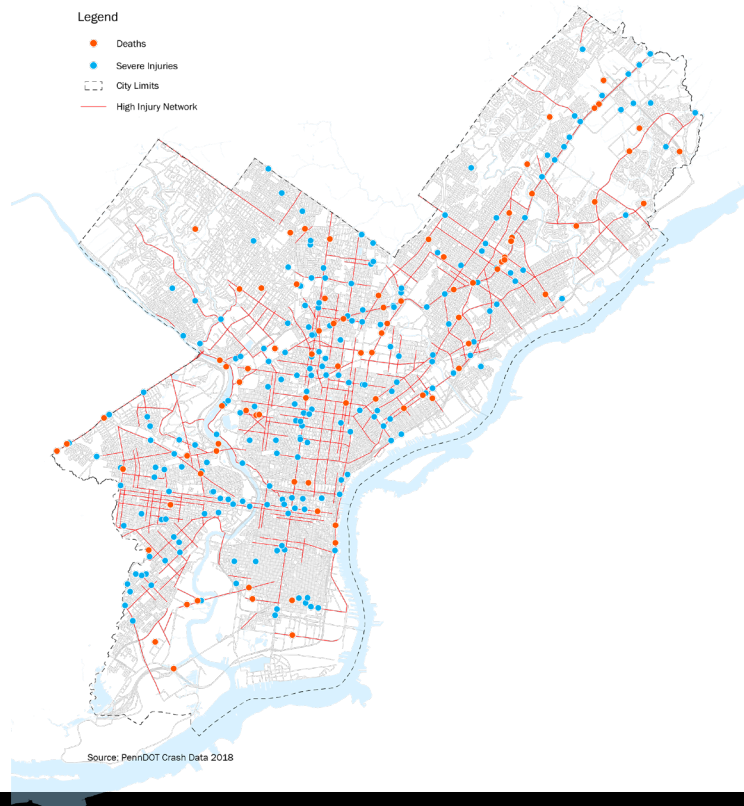 Legend
Deaths
Severe Injuries
City Limits
High Injury Network
Source: PennDOT Crash Data 2018